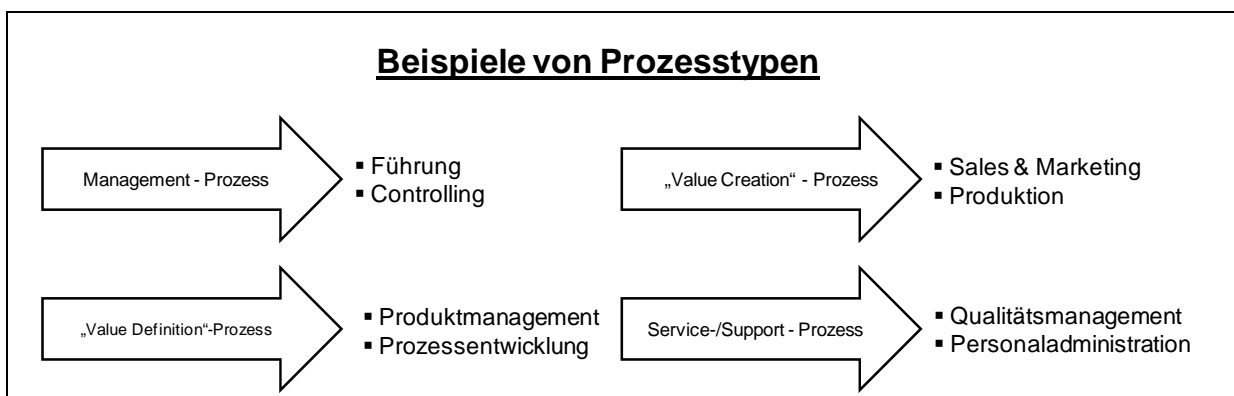 Beispiele von Prozesstypen
Management - Prozess
▪ Führung
▪ Controlling
„Value Creation“ - Prozess
▪ Sales & Marketing
▪ Produktion
„Value Definition“-Prozess
▪ Produktmanagement
▪ Prozessentwicklung
Service-/Support - Prozess
▪ Qualitätsmanagement
▪ Personaladministration